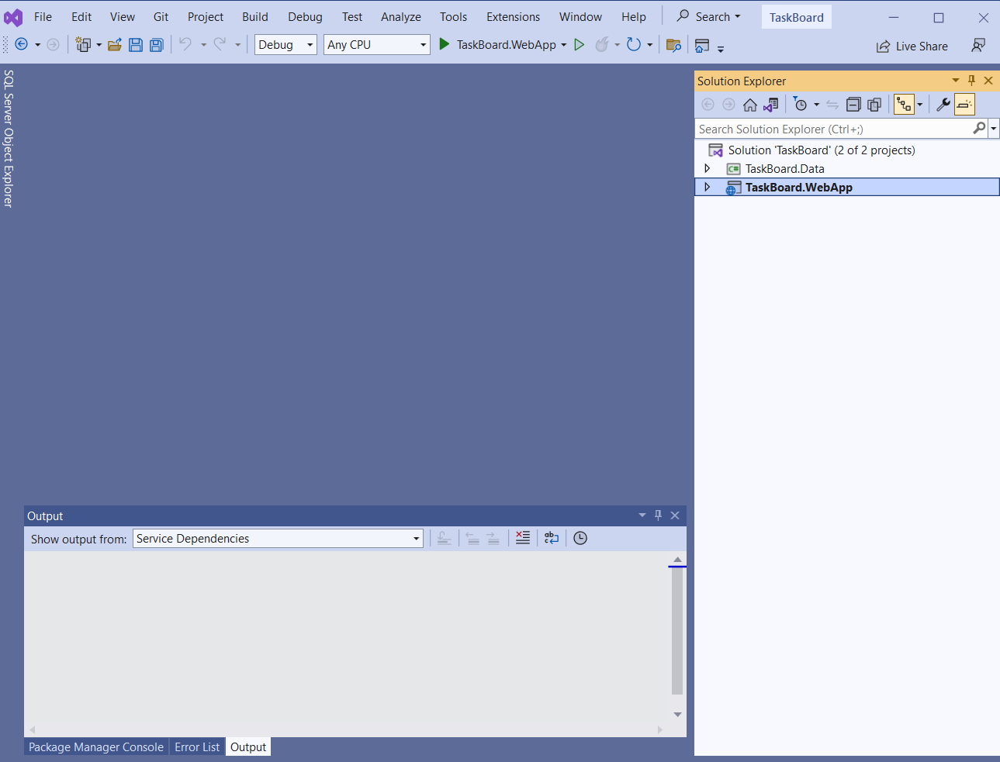 File Edit View Git Project Build Debug Test Analyze Tools Extensions Window Help Search TaskBoard
Debug Any CPU TaskBoard.WebApp Live Share
SQL Server Object Explorer
Solution Explorer
Search Solution Explorer (Ctrl+;)
Solution 'TaskBoard' (2 of 2 projects)
C# TaskBoard.Data
TaskBoard.WebApp
Output
Show output from: Service Dependencies
Package Manager Console Error List Output